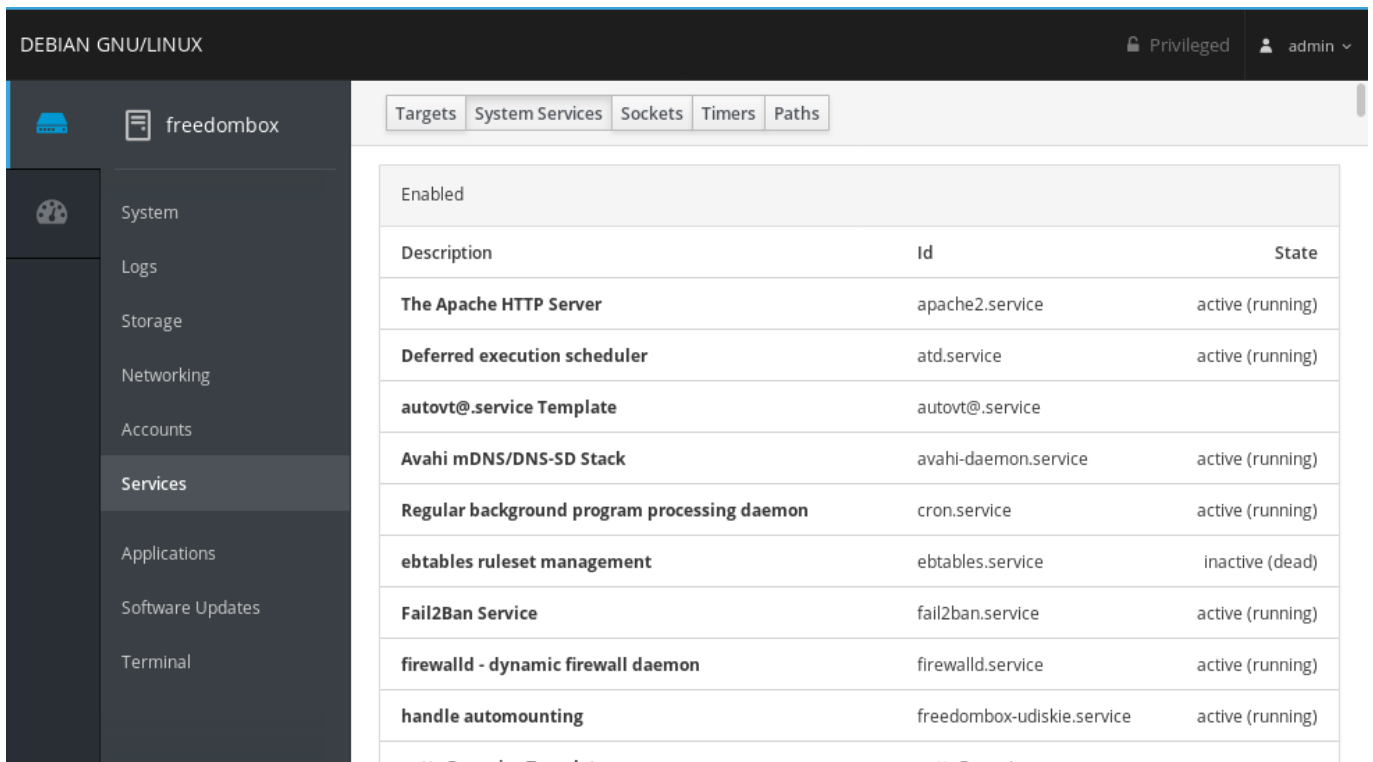 DEBIAN GNU/LINUX Privileged admin
freedombox
System
Logs
Storage
Networking
Accounts
Services
Applications
Software Updates
Terminal
Targets System Services Sockets Timers Paths
Enabled
Description Id State
The Apache HTTP Server apache2.service active (running)
Deferred execution scheduler atd.service active (running)
autovt@.service Template autovt@.service
Avahi mDNS/DNS-SD Stack avahi-daemon.service active (running)
Regular background program processing daemon cron.service active (running)
ebtables ruleset management ebtables.service inactive (dead)
Fail2Ban Service fail2ban.service active (running)
firewalld - dynamic firewall daemon firewalld.service active (running)
handle automounting freedombox-udiskie.service active (running)